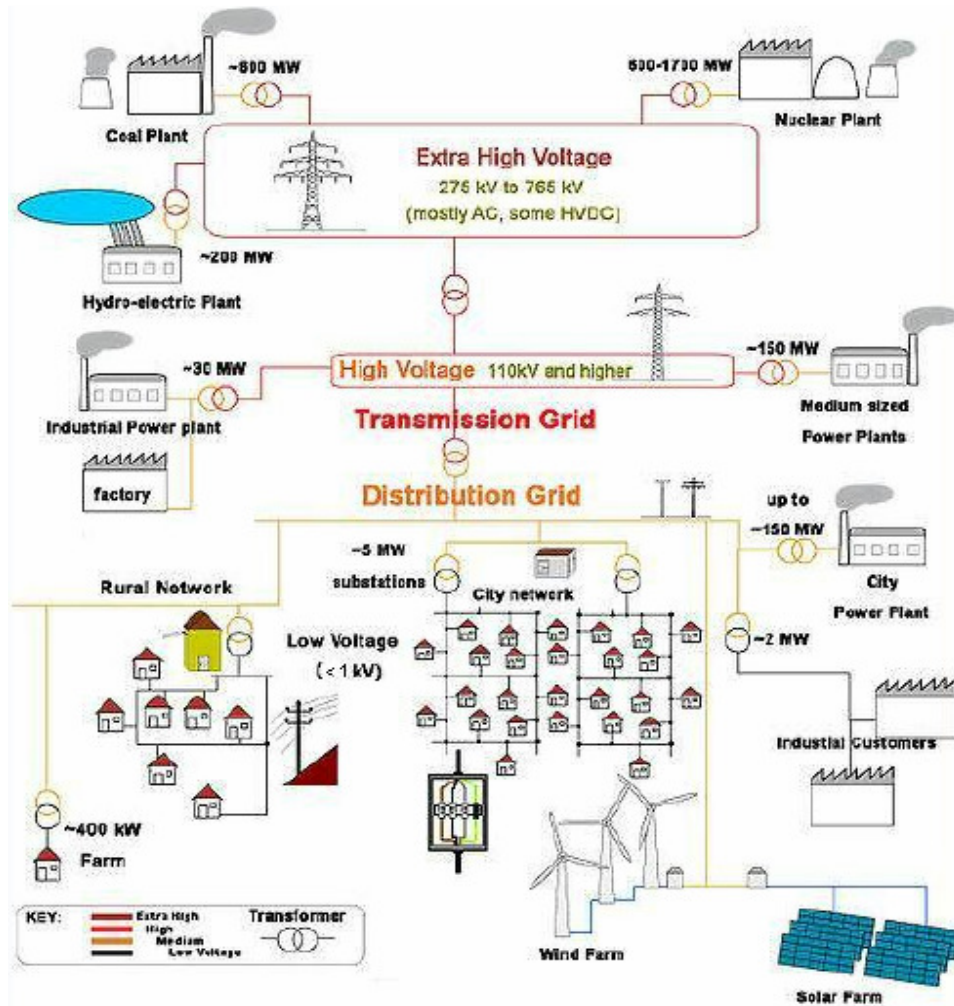 ~600 MW
600-1700 MW
Coal Plant
Nuclear Plant
Extra High Voltage
275 kV to 765 kV
(mostly AC, some HVDC)
~200 MW
Hydro-electric Plant
~30 MW
High Voltage 110kV and higher
~150 MW
Industrial Power plant
Medium sized
Power Plants
Transmission Grid
factory
Distribution Grid
up to
~150 MW
~5 MW
substations
Rural Network
City network
City
Power Plant
Low Voltage
(< 1 kV)
~2 MW
Industial Customers
~400 kW
Farm
KEY:
Extra High
High
Medium
Low Voltage
Transformer
Wind Farm
Solar Farm